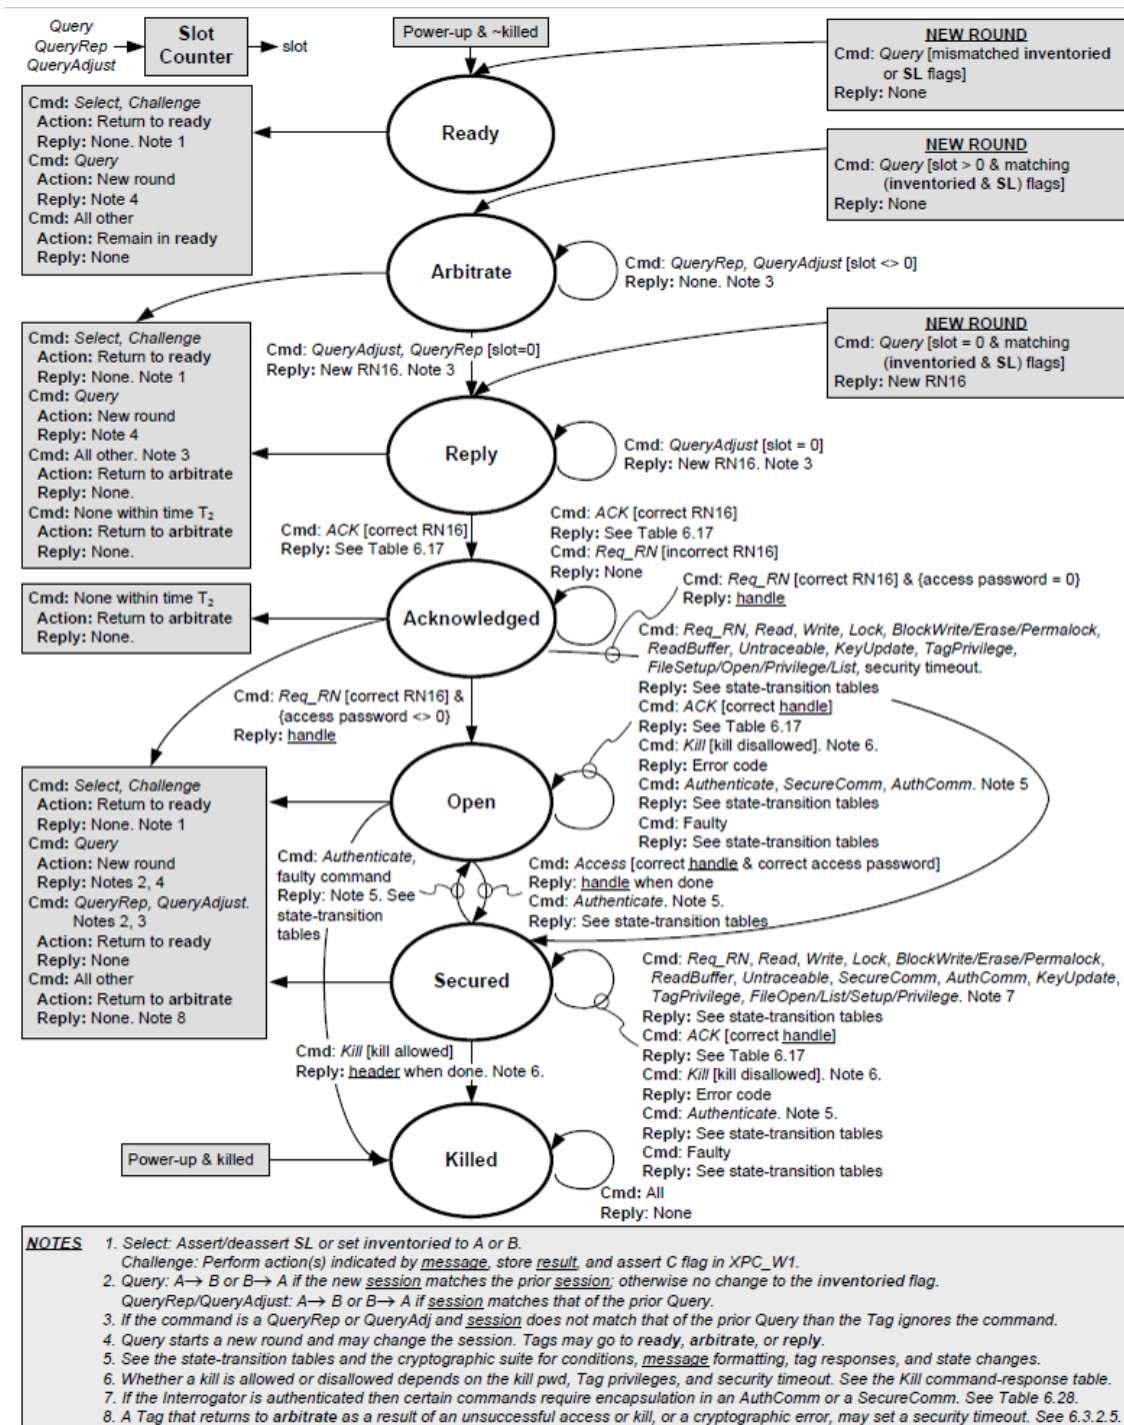 Query
QueryRep
QueryAdjust
Slot
Counter
slot
Power-up & ~killed
NEW ROUND
Cmd: Query [mismatched inventoried
or SL flags]
Reply: None
Cmd: Select, Challenge
Action: Return to ready
Reply: None. Note 1
Cmd: Query
Action: New round
Reply: Note 4
Cmd: All other
Action: Remain in ready
Reply: None
Ready
NEW ROUND
Cmd: Query [slot > 0 & matching
(inventoried & SL) flags]
Reply: None
Arbitrate
Cmd: QueryRep, QueryAdjust [slot <> 0]
Reply: None. Note 3
Cmd: Select, Challenge
Action: Return to ready
Reply: None. Note 1
Cmd: Query
Action: New round
Reply: Note 4
Cmd: All other. Note 3
Action: Return to arbitrate
Reply: None.
Cmd: None within time T2
Action: Return to arbitrate
Reply: None.
Cmd: QueryAdjust, QueryRep [slot=0]
Reply: New RN16. Note 3
NEW ROUND
Cmd: Query [slot = 0 & matching
(inventoried & SL) flags]
Reply: New RN16
Reply
Cmd: QueryAdjust [slot = 0]
Reply: New RN16. Note 3
Cmd: ACK [correct RN16]
Reply: See Table 6.17
Cmd: ACK [correct RN16]
Reply: See Table 6.17
Cmd: Req_RN [incorrect RN16]
Reply: None
Cmd: None within time T2
Action: Return to arbitrate
Reply: None.
Acknowledged
Cmd: Req_RN [correct RN16] & {access password = 0}
Reply: handle
Cmd: Req_RN, Read, Write, Lock, BlockWrite/Erase/Permalock,
ReadBuffer, Untraceable, KeyUpdate, TagPrivilege,
FileSetup/Open/Privilege/List, security timeout.
Reply: See state-transition tables
Cmd: ACK [correct handle]
Reply: See Table 6.17
Cmd: Kill [kill disallowed]. Note 6.
Reply: Error code
Cmd: Authenticate, SecureComm, AuthComm. Note 5
Reply: See state-transition tables
Cmd: Faulty
Reply: See state-transition tables
Cmd: Req_RN [correct RN16] &
{access password <> 0}
Reply: handle
Open
Cmd: Select, Challenge
Action: Return to ready
Reply: None. Note 1
Cmd: Query
Action: New round
Reply: Notes 2, 4
Cmd: QueryRep, QueryAdjust.
Notes 2, 3
Action: Return to ready
Reply: None
Cmd: All other
Action: Return to arbitrate
Reply: None. Note 8
Cmd: Authenticate,
faulty command
Reply: Note 5. See
state-transition
tables
Cmd: Access [correct handle & correct access password]
Reply: handle when done
Cmd: Authenticate. Note 5.
Reply: See state-transition tables
Secured
Cmd: Req_RN, Read, Write, Lock, BlockWrite/Erase/Permalock,
ReadBuffer, Untraceable, SecureComm, AuthComm, KeyUpdate,
TagPrivilege, FileOpen/List/Setup/Privilege. Note 7
Reply: See state-transition tables
Cmd: ACK [correct handle]
Reply: See Table 6.17
Cmd: Kill [kill disallowed]. Note 6.
Reply: Error code
Cmd: Authenticate. Note 5.
Reply: See state-transition tables
Cmd: Faulty
Reply: See state-transition tables
Cmd: Kill [kill allowed]
Reply: header when done. Note 6.
Power-up & killed
Killed
Cmd: All
Reply: None
NOTES 1. Select: Assert/deassert SL or set inventoried to A or B.
Challenge: Perform action(s) indicated by message, store result, and assert C flag in XPC_W1.
2. Query: A→ B or B→ A if the new session matches the prior session; otherwise no change to the inventoried flag.
QueryRep/QueryAdjust: A→ B or B→ A if session matches that of the prior Query.
3. If the command is a QueryRep or QueryAdj and session does not match that of the prior Query than the Tag ignores the command.
4. Query starts a new round and may change the session. Tags may go to ready, arbitrate, or reply.
5. See the state-transition tables and the cryptographic suite for conditions, message formatting, tag responses, and state changes.
6. Whether a kill is allowed or disallowed depends on the kill pwd, Tag privileges, and security timeout. See the Kill command-response table.
7. If the Interrogator is authenticated then certain commands require encapsulation in an AuthComm or a SecureComm. See Table 6.28.
8. A Tag that returns to arbitrate as a result of an unsuccessful access or kill, or a cryptographic error, may set a security timeout. See 6.3.2.5.